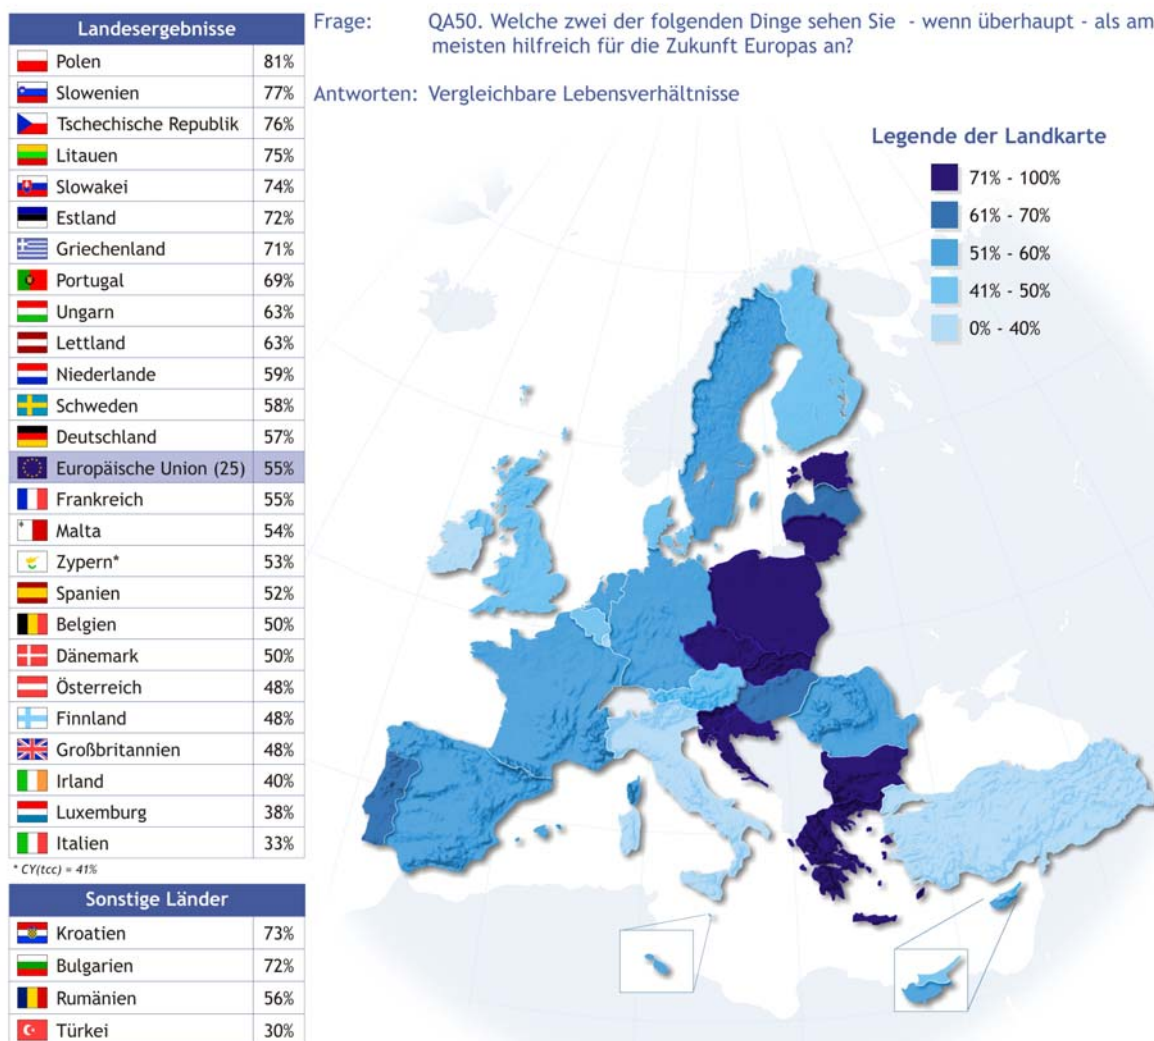 Landesergebnisse
Polen 81%
Slowenien 77%
Tschechische Republik 76%
Litauen 75%
Slowakei 74%
Estland 72%
Griechenland 71%
Portugal 69%
Ungarn 63%
Lettland 63%
Niederlande 59%
Schweden 58%
Deutschland 57%
Europäische Union (25) 55%
Frankreich 55%
Malta 54%
Zypern* 53%
Spanien 52%
Belgien 50%
Dänemark 50%
Österreich 48%
Finnland 48%
Großbritannien 48%
Irland 40%
Luxemburg 38%
Italien 33%
* CY(tcc) = 41%
Sonstige Länder
Kroatien 73%
Bulgarien 72%
Rumänien 56%
Türkei 30%
Frage: QA50. Welche zwei der folgenden Dinge sehen Sie - wenn überhaupt - als am
meisten hilfreich für die Zukunft Europas an?
Antworten: Vergleichbare Lebensverhältnisse
Legende der Landkarte
71% - 100%
61% - 70%
51% - 60%
41% - 50%
0% - 40%